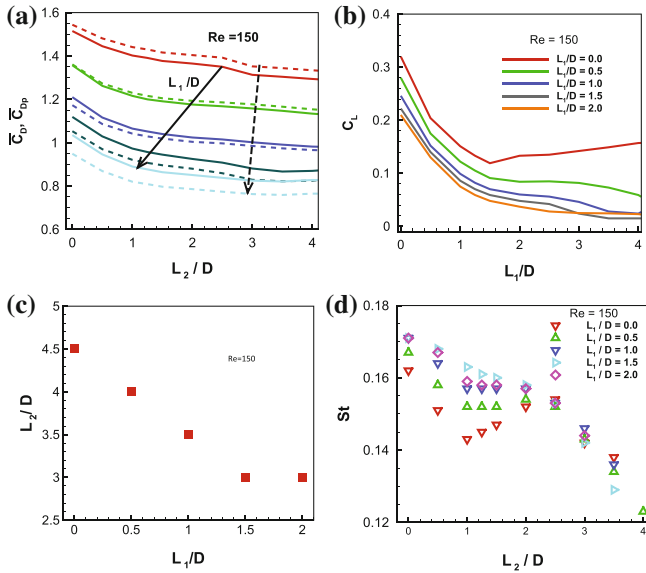 (a)
Re =150
L1/D
C̅D, C̅Dp
1.6
1.4
1.2
1
0.8
0.6
0 1 2 3 4
L2 / D
(b)
Re = 150
L1/D = 0.0
L1/D = 0.5
L1/D = 1.0
L1/D = 1.5
L1/D = 2.0
CL
0.4
0.3
0.2
0.1
0
0 1 2 3 4
L1/D
(c)
Re=150
L2/ D
5
4.5
4
3.5
3
2.5
0 0.5 1 1.5 2
L1/D
(d)
Re = 150
L1 / D = 0.0
L1 / D = 0.5
L1 / D = 1.0
L1 / D = 1.5
L1 / D = 2.0
St
0.18
0.16
0.14
0.12
0 1 2 3 4
L2 / D